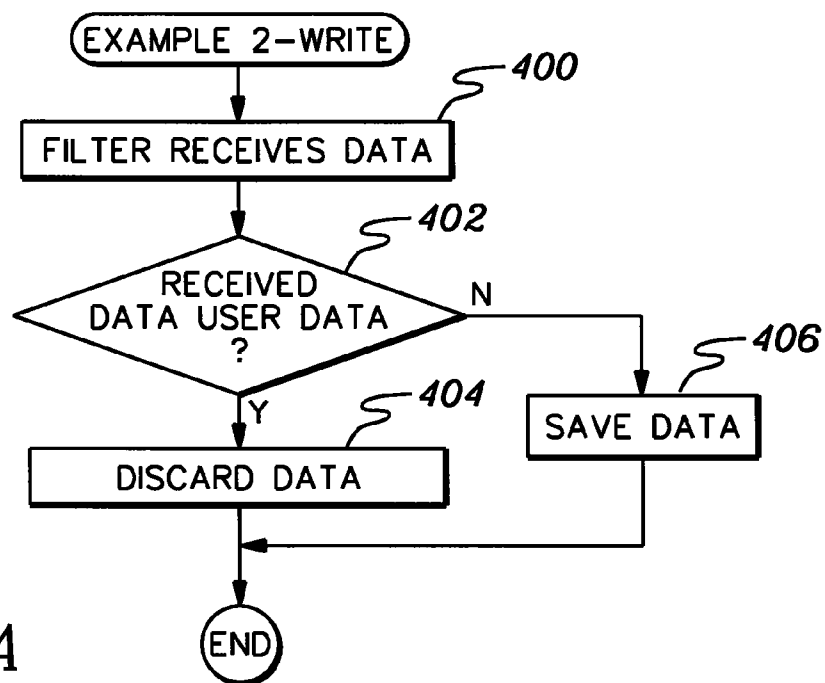 EXAMPLE 2-WRITE
400
FILTER RECEIVES DATA
402
RECEIVED
DATA USER DATA
?
N
406
Y
404
SAVE DATA
DISCARD DATA
END
A